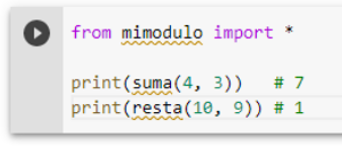 from mimodulo import *
print(suma(4, 3))   # 7
print(resta(10, 9)) # 1